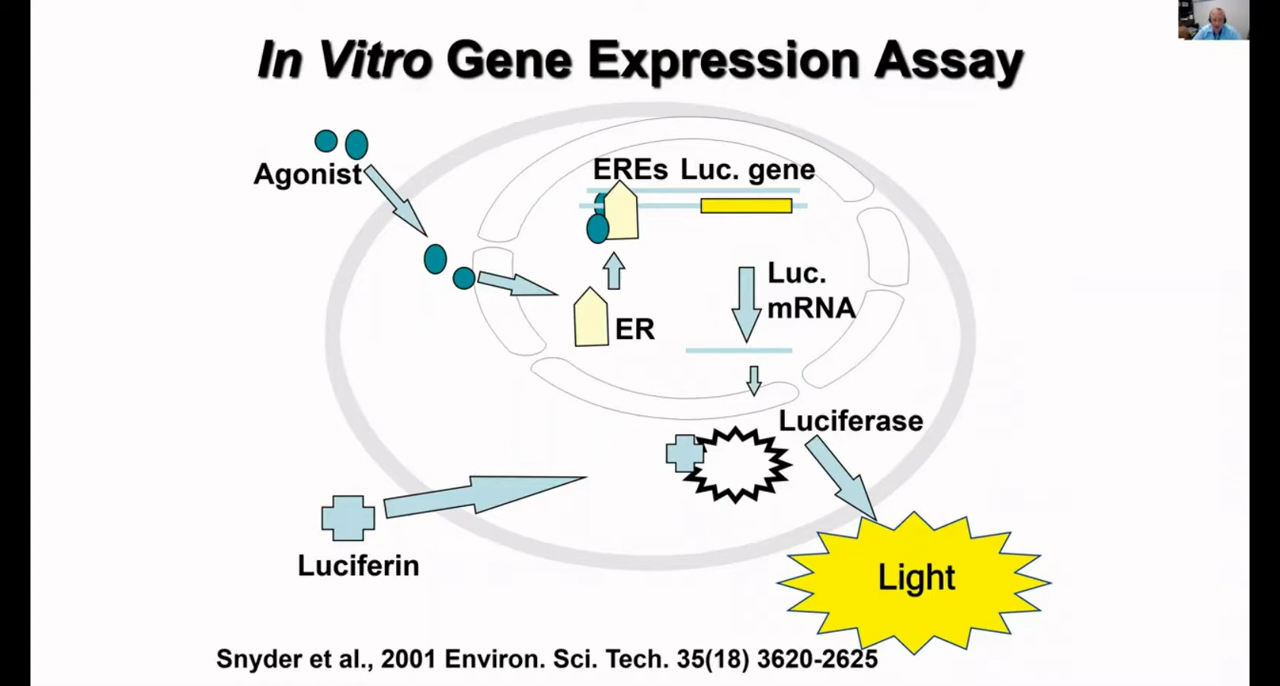 In Vitro Gene Expression Assay
Agonist
EREs Luc. gene
Luc.
mRNA
ER
Luciferase
Luciferin
Light
Snyder et al., 2001 Environ. Sci. Tech. 35(18) 3620-2625